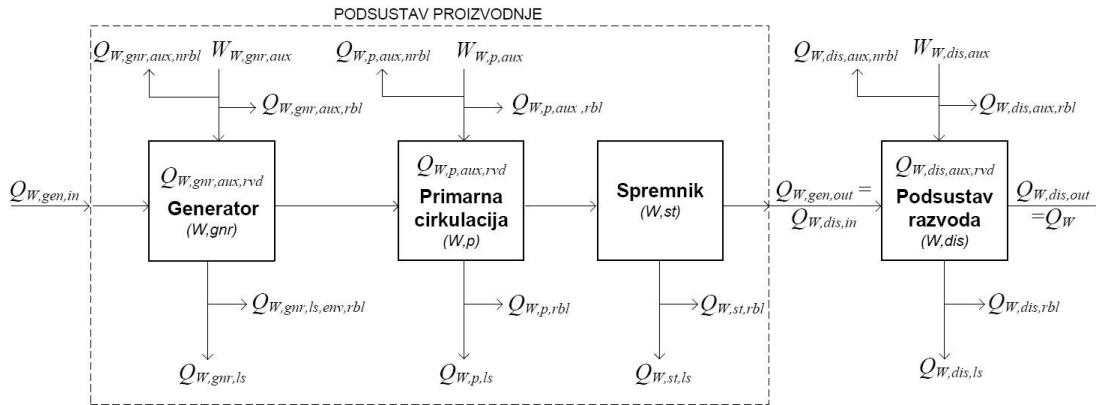 PODSUSTAV PROIZVODNJE
Q_W,gnr,aux,nrbl W_W,gnr,aux Q_W,p,aux,nrbl W_W,p,aux Q_W,dis,aux,nrbl W_W,dis,aux
Q_W,gnr,aux,rbl Q_W,p,aux ,rbl Q_W,dis,aux,rbl
Q_W,gen,in
Q_W,gnr,aux,rvd
Generator
(W,gnr)
Q_W,p,aux,rvd
Primarna
cirkulacija
(W,p)
Spremnik
(W,st)
Q_W,gen,out =
Q_W,dis,in
Q_W,dis,aux,rvd
Podsustav
razvoda
(W,dis)
Q_W,dis,out
=Q_W
Q_W,gnr,ls,env,rbl Q_W,p,rbl Q_W,st,rbl Q_W,dis,rbl
Q_W,gnr,ls Q_W,p,ls Q_W,st,ls Q_W,dis,ls